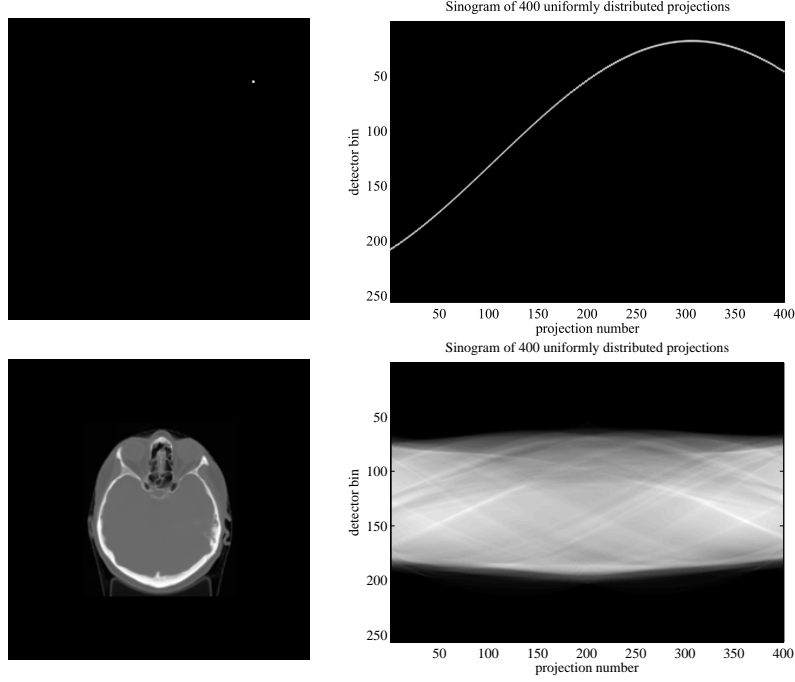 Sinogram of 400 uniformly distributed projections
50
100
150
200
250
detector bin
50 100 150 200 250 300 350 400
projection number
Sinogram of 400 uniformly distributed projections
50
100
150
200
250
detector bin
50 100 150 200 250 300 350 400
projection number